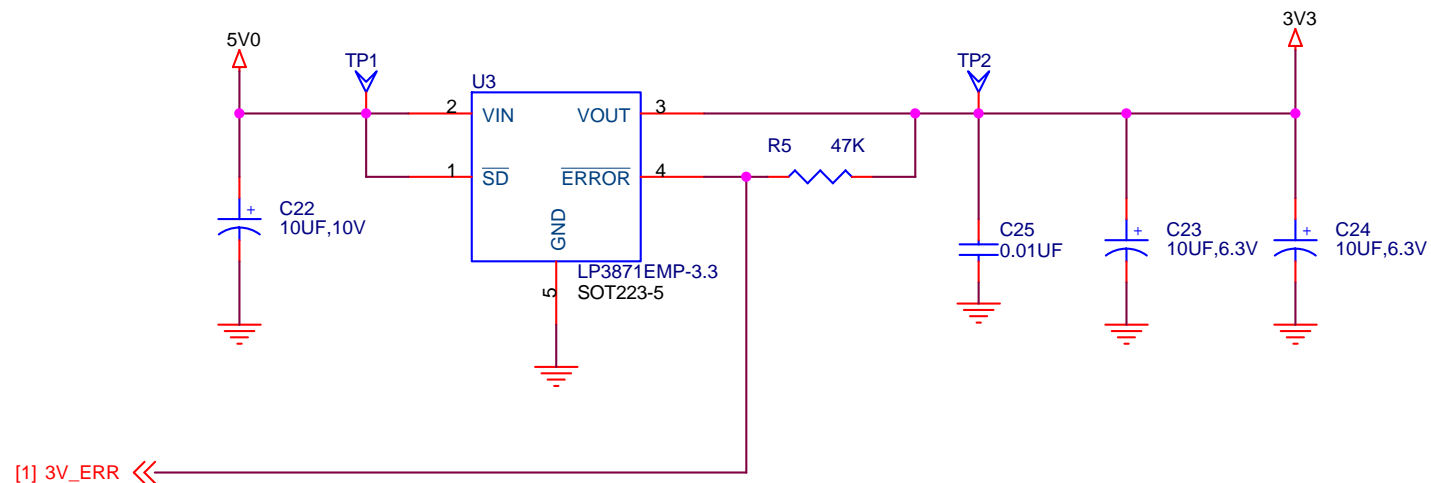 5V0
3V3
TP1
TP2
U3
2
VIN
VOUT
3
R5
47K
1
SD
ERROR
4
GND
5
C22
10UF,10V
LP3871EMP-3.3
SOT223-5
C25
0.01UF
C23
10UF,6.3V
C24
10UF,6.3V
+
+
+
[1] 3V_ERR